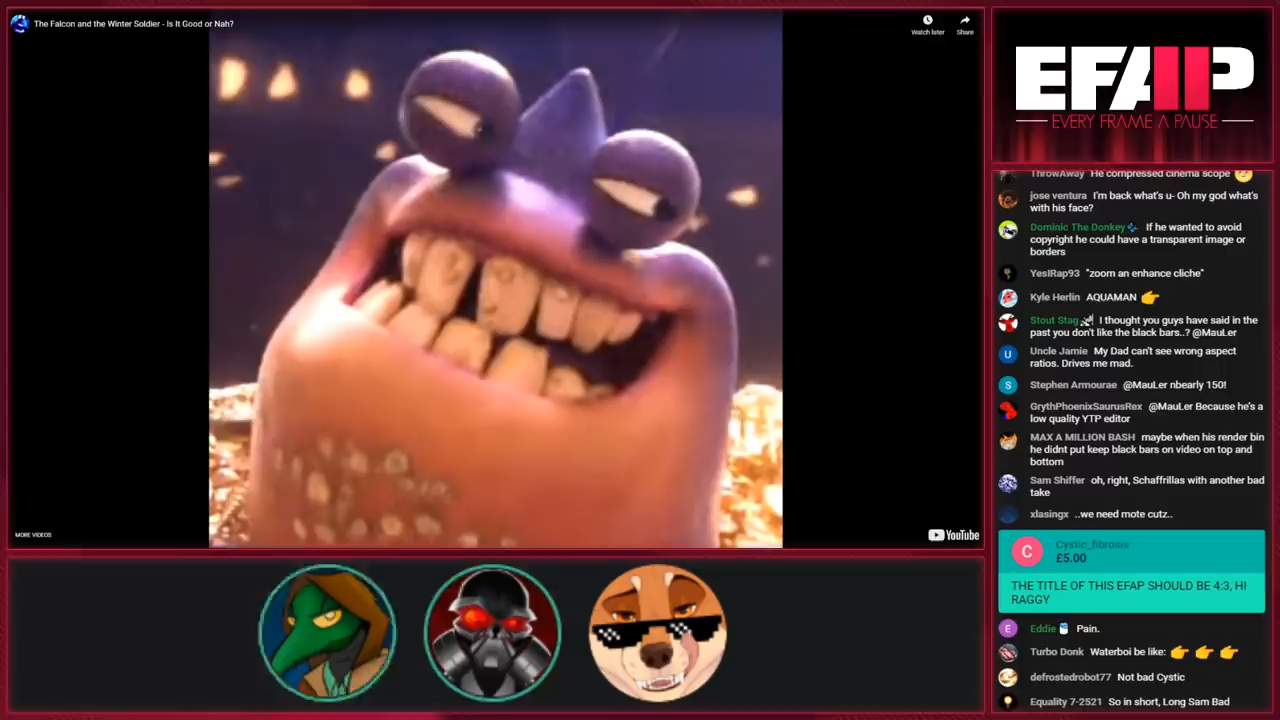 The Falcon and the Winter Soldier - Is It Good or Nah?
Watch later
Share
MORE VIDEOS
YouTube
EFAP
EVERY FRAME A PAUSE
ThrowAway He compressed cinema scope
jose ventura I'm back what's u- Oh my god what's
with his face?
Dominic The Donkey If he wanted to avoid
copyright he could have a transparent image or
borders
YesIRap93 "zoom an enhance cliche"
Kyle Herlin AQUAMAN
Stout Stag I thought you guys have said in the
past you don't like the black bars..? @MauLer
U
Uncle Jamie My Dad can't see wrong aspect
ratios. Drives me mad.
S
Stephen Armourae @MauLer nbearly 150!
GrythPhoenixSaurusRex @MauLer Because he's a
low quality YTP editor
MAX A MILLION BASH maybe when his render bin
he didnt put keep black bars on video on top and
bottom
Sam Shiffer oh, right, Schaffrillas with another bad
take
xlasingx ..we need mote cutz..
C
Cystic_fibrosis
£5.00
THE TITLE OF THIS EFAP SHOULD BE 4:3, HI
RAGGY
E
Eddie Pain.
Turbo Donk Waterboi be like:
defrostedrobot77 Not bad Cystic
Equality 7-2521 So in short, Long Sam Bad